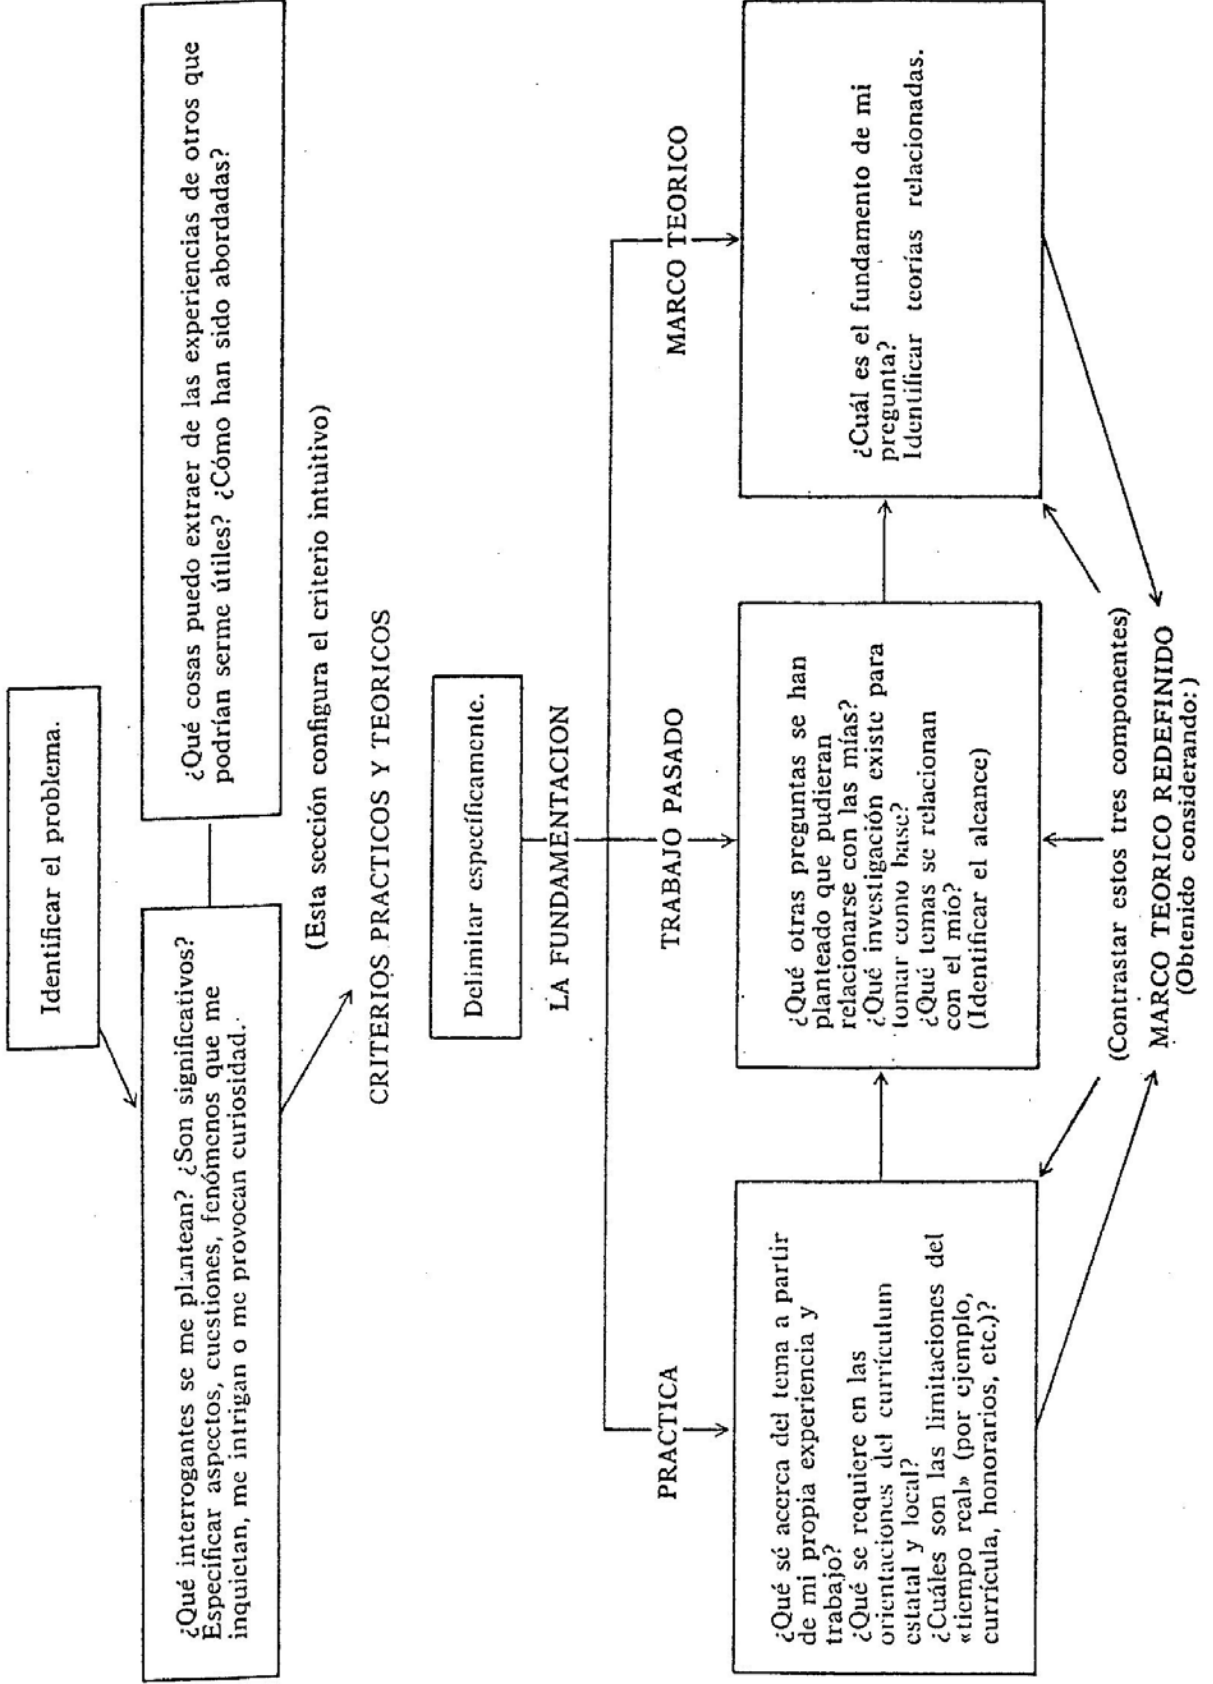 Identificar el problema.
¿Qué interrogantes se me plantean? ¿Son significativos?
Especificar aspectos, cuestiones, fenómenos que me
inquietan, me intrigan o me provocan curiosidad.
¿Qué cosas puedo extraer de las experiencias de otros que
podrían serme útiles? ¿Cómo han sido abordadas?
(Esta sección configura el criterio intuitivo)
CRITERIOS PRACTICOS Y TEORICOS
Delimitar específicamente.
LA FUNDAMENTACION
PRACTICA
TRABAJO PASADO
MARCO TEORICO
¿Qué sé acerca del tema a partir
de mi propia experiencia y
trabajo?
¿Qué se requiere en las
orientaciones del currículum
estatal y local?
¿Cuáles son las limitaciones del
«tiempo real» (por ejemplo,
currícula, honorarios, etc.)?
¿Qué otras preguntas se han
planteado que pudieran
relacionarse con las mías?
¿Qué investigación existe para
tomar como base?
¿Qué temas se relacionan
con el mío?
(Identificar el alcance)
¿Cuál es el fundamento de mi
pregunta?
Identificar teorías relacionadas.
(Contrastar estos tres componentes)
MARCO TEORICO REDEFINIDO
(Obtenido considerando:)